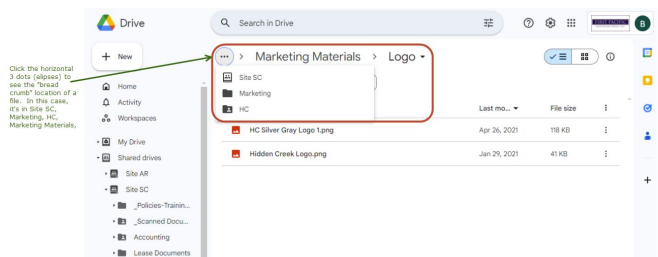 Drive
Search in Drive
FIRST PACIFIC
B
New
... > Marketing Materials > Logo
Click the horizontal
3 dots (elipses) to
see the "bread
crumb" location of a
file. In this case,
it's in Site SC,
Marketing, HC,
Marketing Materials,
Home
Activity
Workspaces
My Drive
Shared drives
Site AR
Site SC
_Policies-Trainin...
_Scanned Docu...
Accounting
Lease Documents
Site SC
Marketing
HC
Last mo...
File size
HC Silver Gray Logo 1.png
Apr 26, 2021
118 KB
Hidden Creek Logo.png
Jan 29, 2021
41 KB